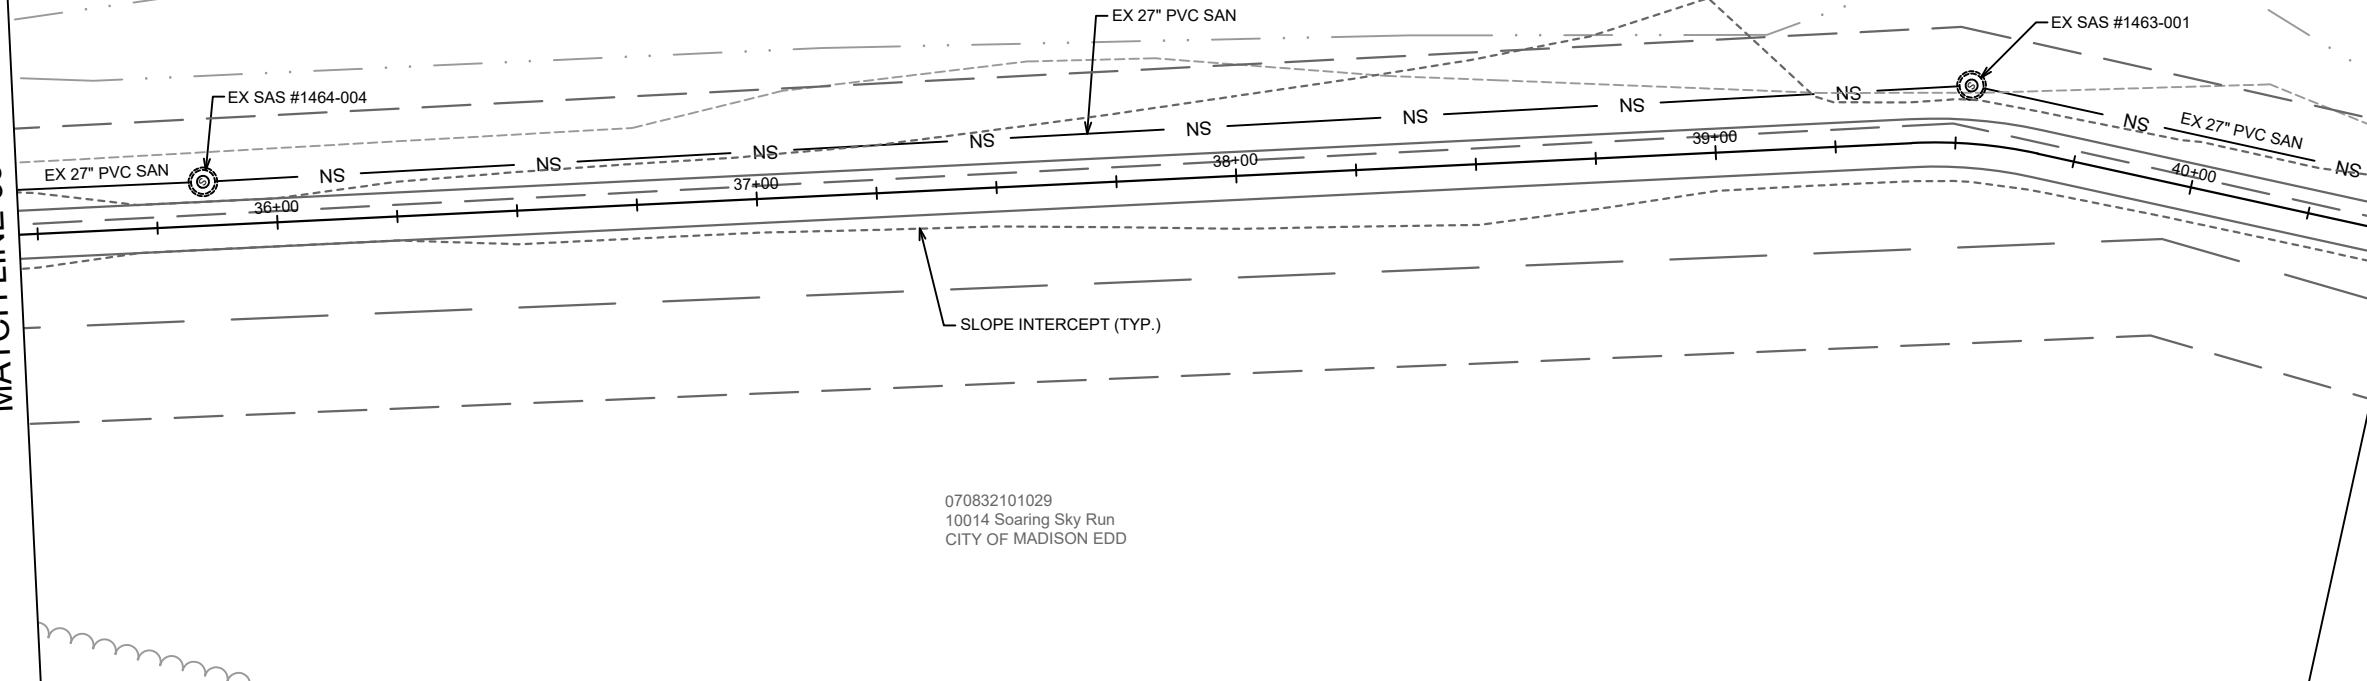 EX 27" PVC SAN
EX SAS #1463-001
EX SAS #1464-004
NS
NS
NS
NS
NS
NS
NS
NS
NS
NS
EX 27" PVC SAN
EX 27" PVC SAN
36+00
37+00
38+00
39+00
40+00
SLOPE INTERCEPT (TYP.)
070832101029
10014 Soaring Sky Run
CITY OF MADISON EDD